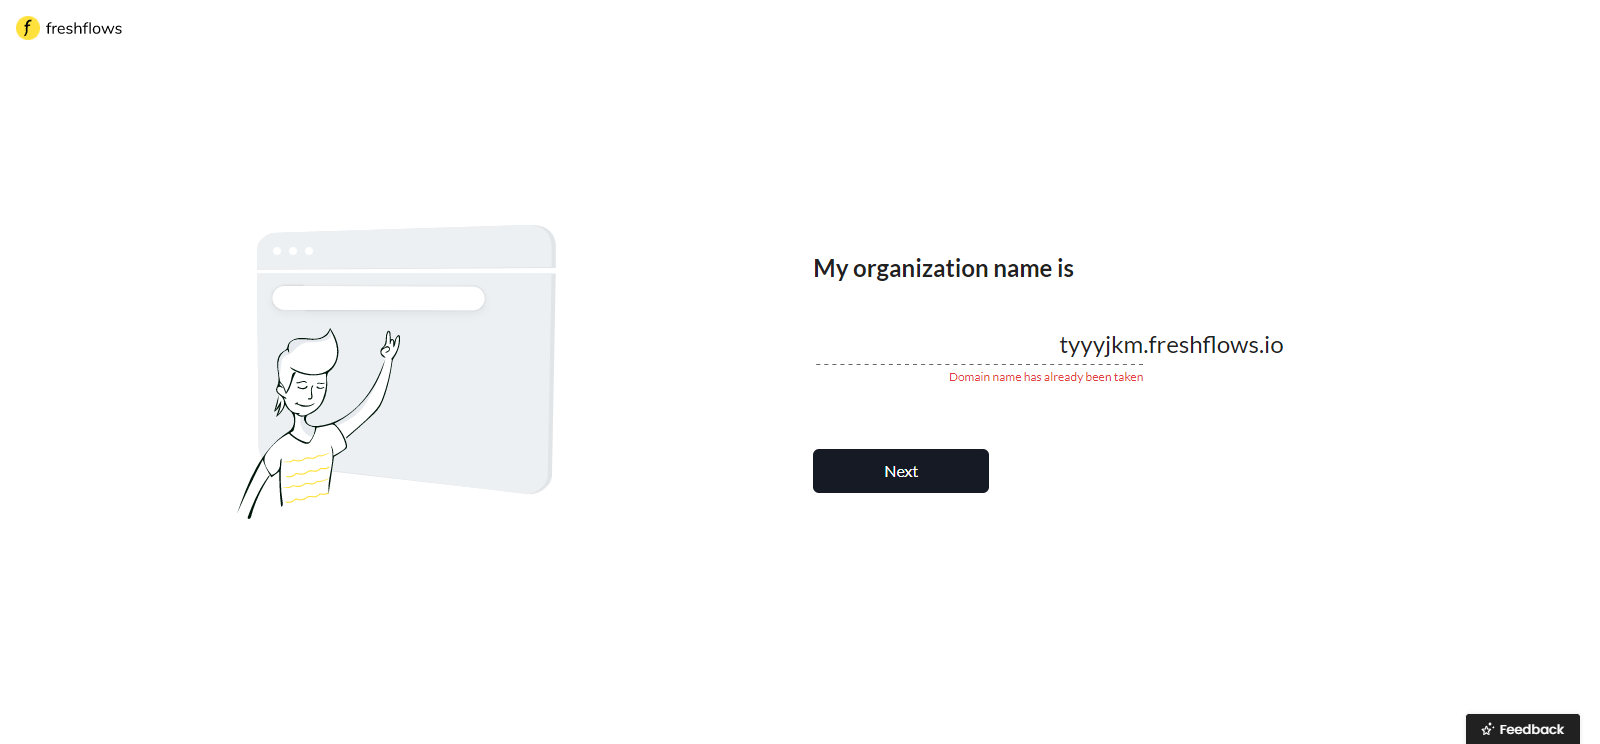 f freshflows
My organization name is
tyyyjkm.freshflows.io
Domain name has already been taken
Next
Feedback